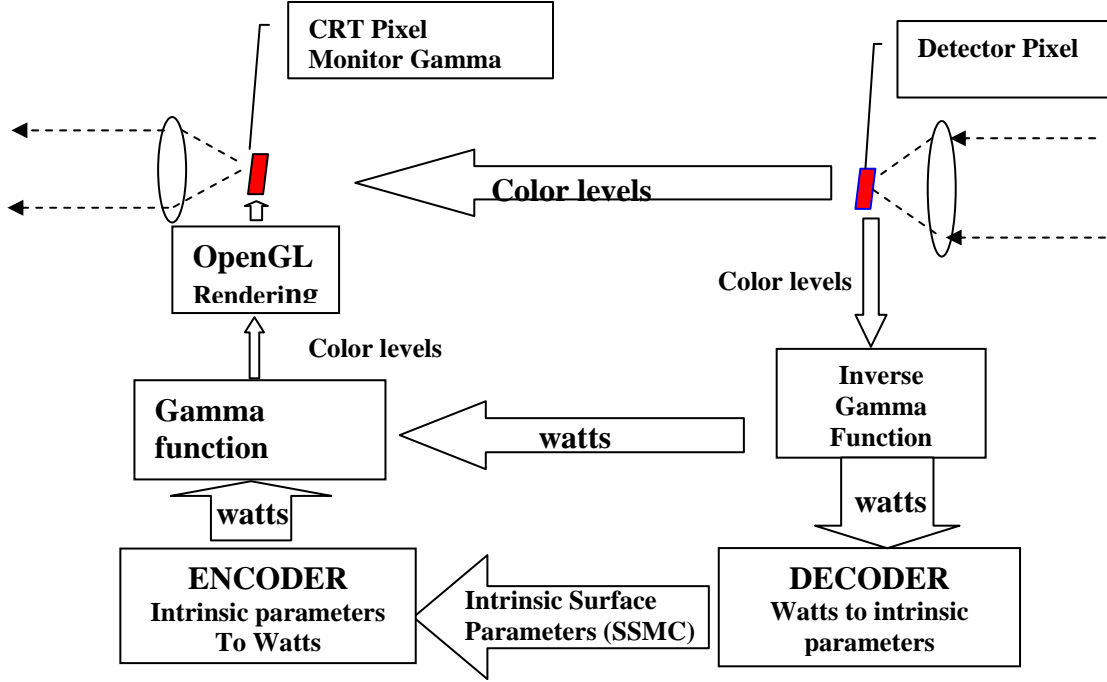 CRT Pixel
Monitor Gamma
Detector Pixel
Color levels
OpenGL
Rendering
Color levels
Color levels
Gamma
function
watts
Inverse
Gamma
Function
watts
watts
ENCODER
Intrinsic parameters
To Watts
Intrinsic Surface
Parameters (SSMC)
DECODER
Watts to intrinsic
parameters